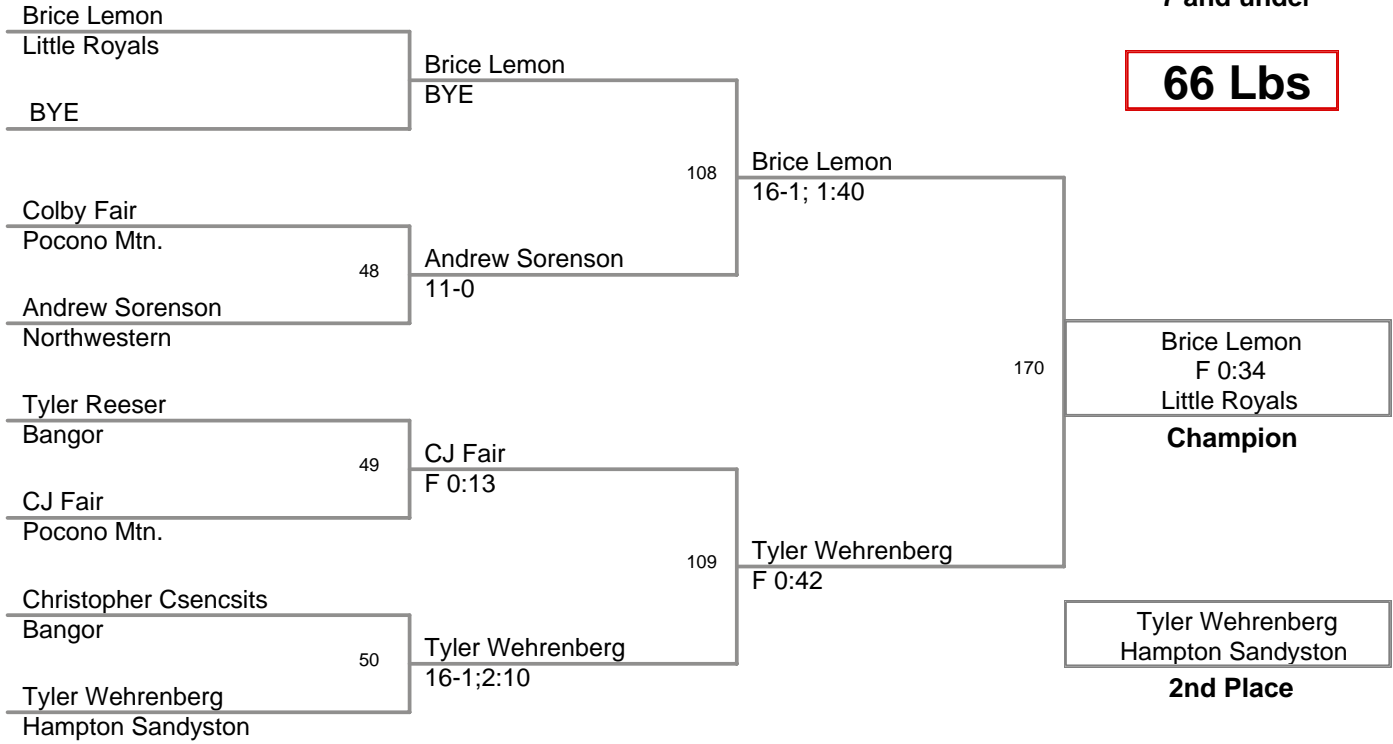 7 and under
66 Lbs
Brice Lemon
Little Royals
BYE
Colby Fair
Pocono Mtn.
48
Andrew Sorenson
Northwestern
Tyler Reeser
Bangor
49
CJ Fair
Pocono Mtn.
Christopher Csencsits
Bangor
50
Tyler Wehrenberg
Hampton Sandyston
Brice Lemon
BYE
108
Andrew Sorenson
11-0
CJ Fair
F 0:13
109
Tyler Wehrenberg
16-1;2:10
Brice Lemon
16-1; 1:40
170
Tyler Wehrenberg
F 0:42
Brice Lemon
F 0:34
Little Royals
Champion
Tyler Wehrenberg
Hampton Sandyston
2nd Place